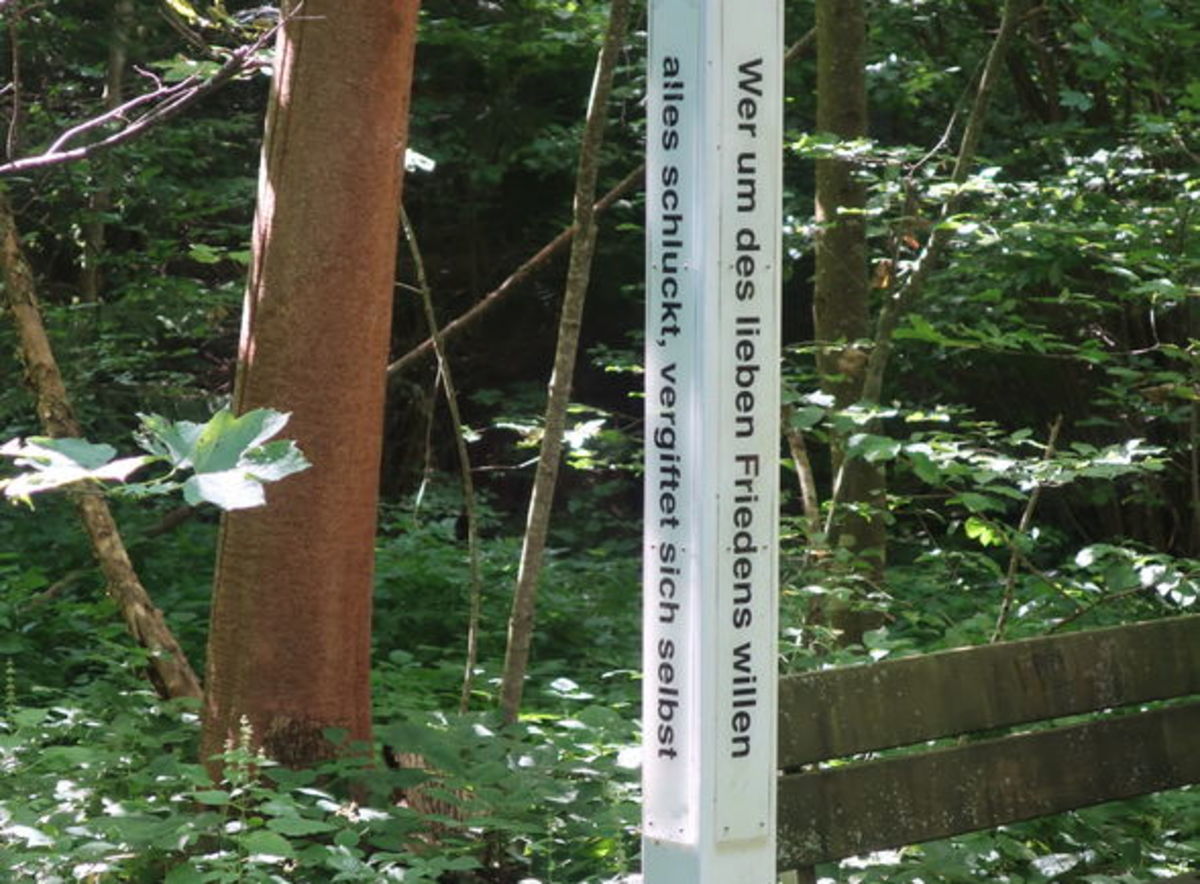 Wer um des lieben Friedens willen
alles schluckt, vergiftet sich selbst